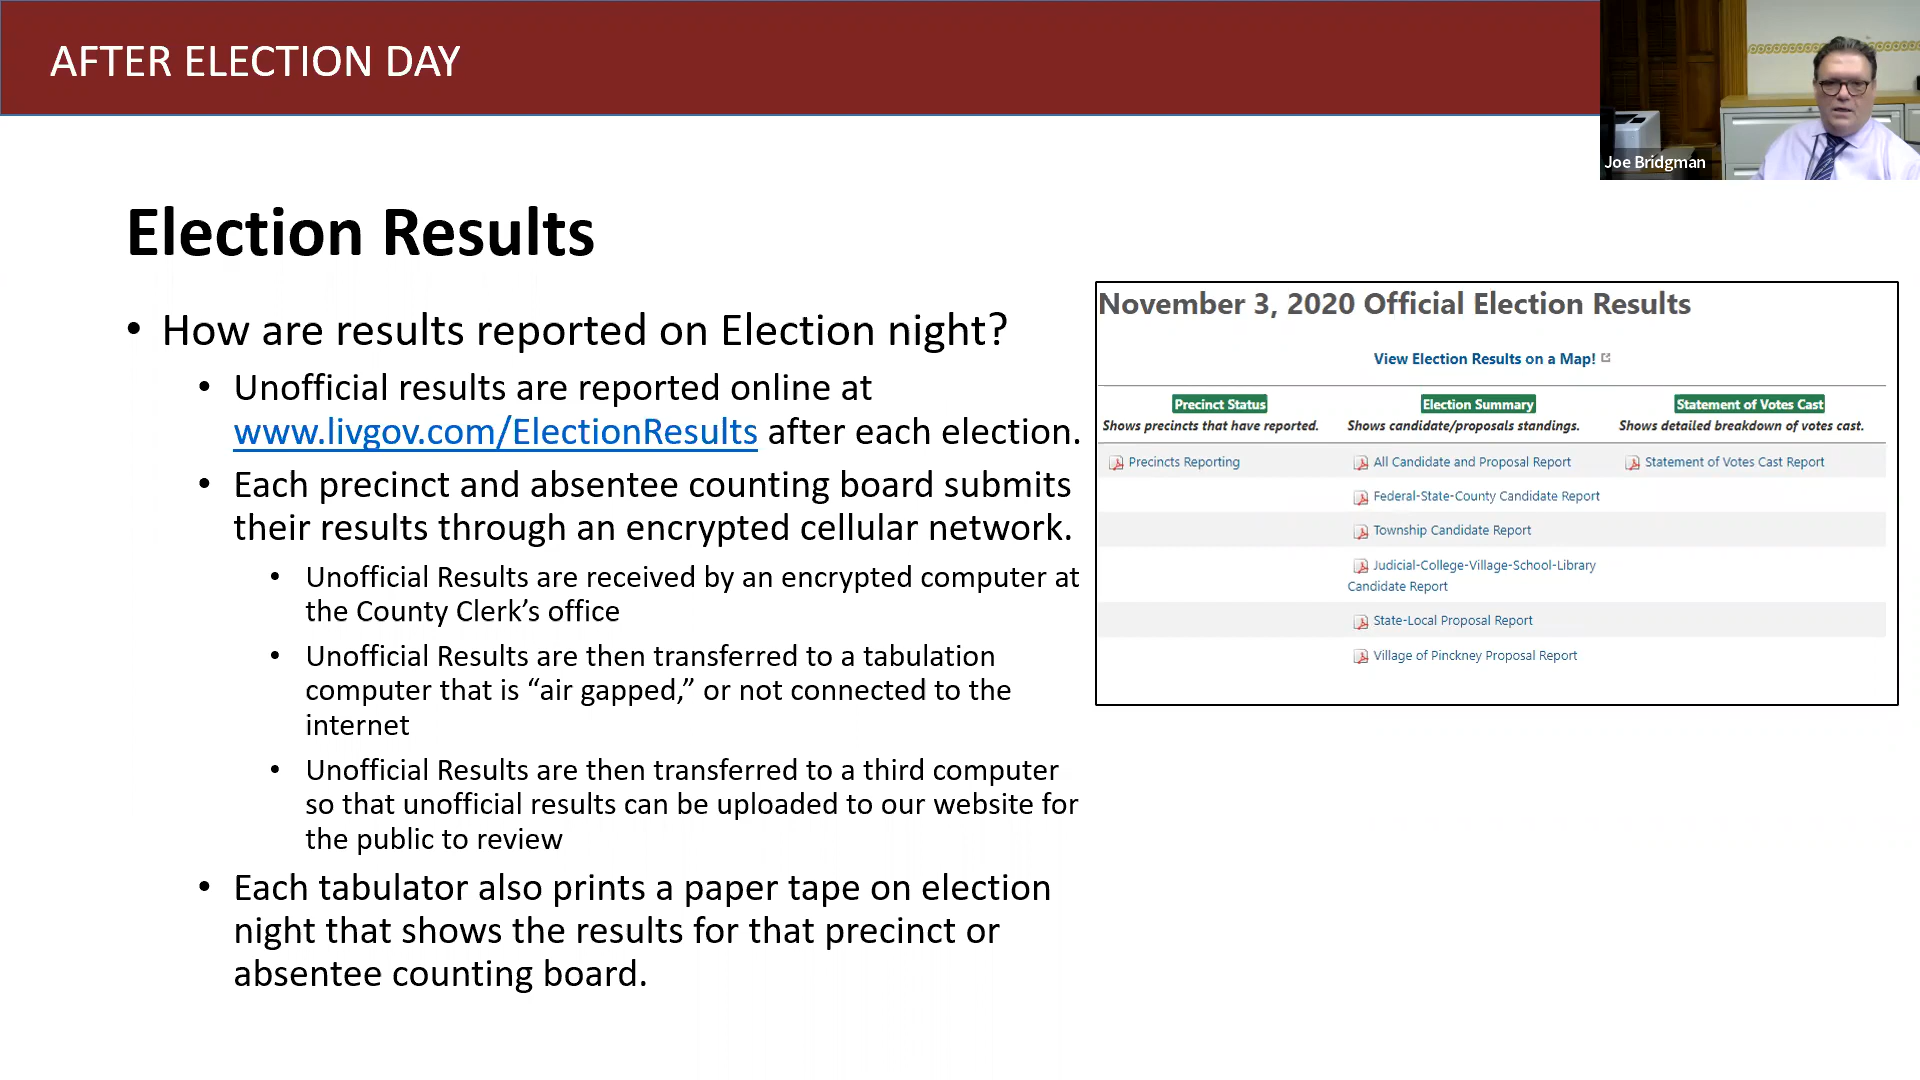 AFTER ELECTION DAY
Joe Bridgman
Election Results
• How are results reported on Election night?
• Unofficial results are reported online at
www.livgov.com/ElectionResults after each election.
• Each precinct and absentee counting board submits
their results through an encrypted cellular network.
• Unofficial Results are received by an encrypted computer at
the County Clerk’s office
• Unofficial Results are then transferred to a tabulation
computer that is “air gapped,” or not connected to the
internet
• Unofficial Results are then transferred to a third computer
so that unofficial results can be uploaded to our website for
the public to review
• Each tabulator also prints a paper tape on election
night that shows the results for that precinct or
absentee counting board.
November 3, 2020 Official Election Results
View Election Results on a Map!
Precinct Status Election Summary Statement of Votes Cast
Shows precincts that have reported. Shows candidate/proposals standings. Shows detailed breakdown of votes cast.
Precincts Reporting All Candidate and Proposal Report Statement of Votes Cast Report
Federal-State-County Candidate Report
Township Candidate Report
Judicial-College-Village-School-Library
Candidate Report
State-Local Proposal Report
Village of Pinckney Proposal Report